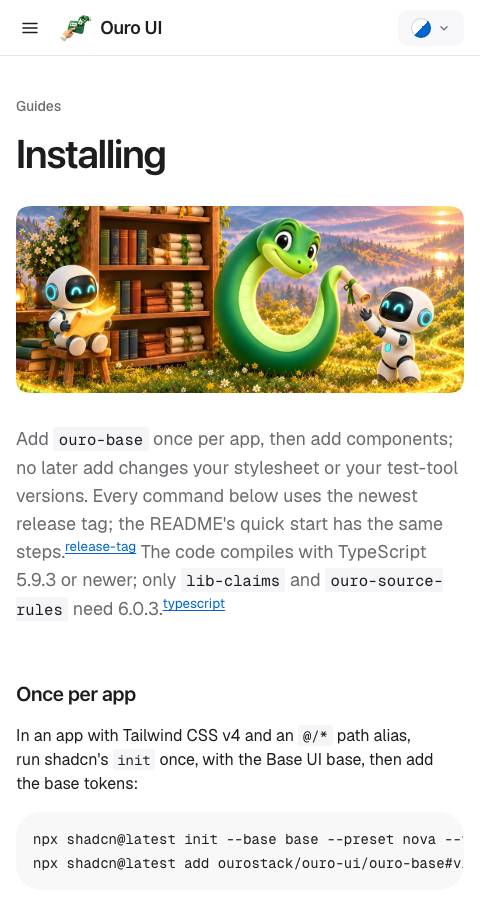 Ouro UI
Guides
Installing
Add ouro-base once per app, then add components;
no later add changes your stylesheet or your test-tool
versions. Every command below uses the newest
release tag; the README's quick start has the same
steps.release-tag The code compiles with TypeScript
5.9.3 or newer; only lib-claims and ouro-source-
rules need 6.0.3.typescript
Once per app
In an app with Tailwind CSS v4 and an @/* path alias,
run shadcn's init once, with the Base UI base, then add
the base tokens:
npx shadcn@latest init --base base --preset nova --
npx shadcn@latest add ourostack/ouro-ui/ouro-base#v